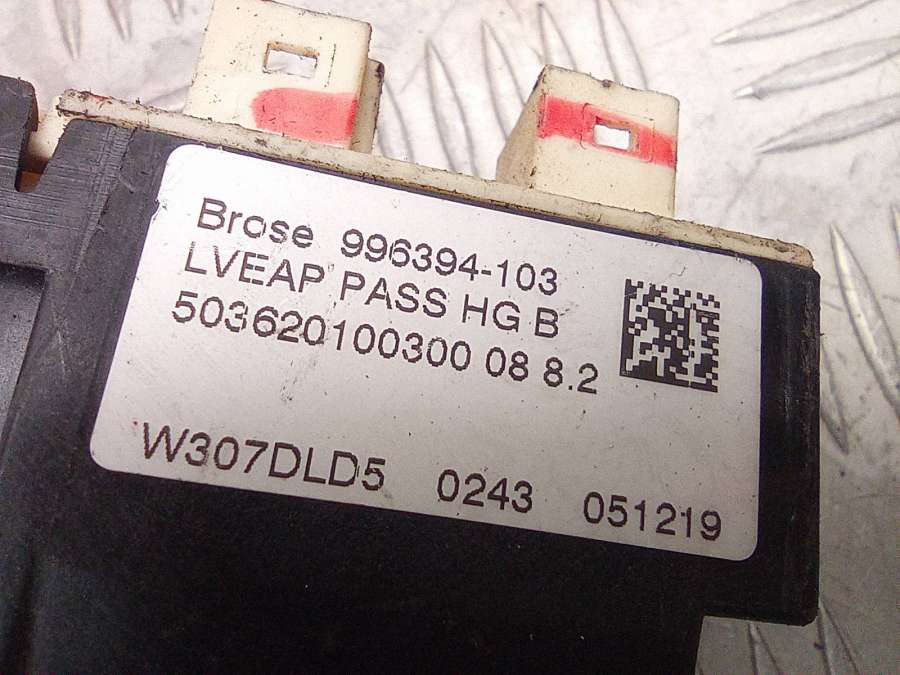 Brose 996394-103
LVEAP PASS HG B
503620100300 08 8.2
W307DLD5 0243 051219